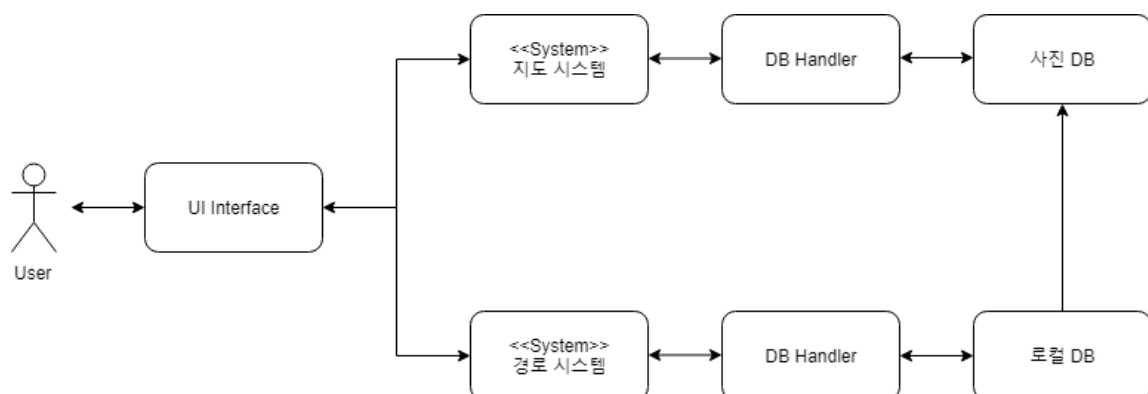 <<System>>
지도 시스템
DB Handler
사진 DB
UI Interface
User
<<System>>
경로 시스템
DB Handler
로컬 DB